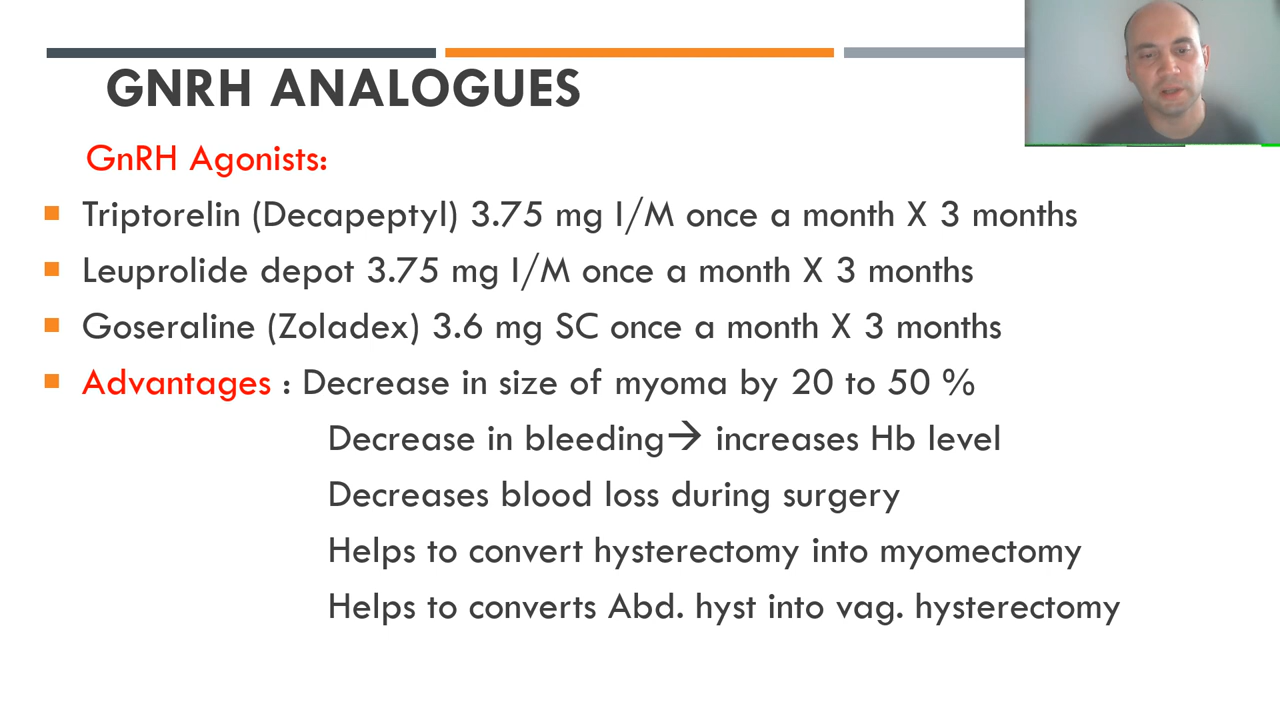 GNRH ANALOGUES
GnRH Agonists:
Triptorelin (Decapeptyl) 3.75 mg I/M once a month X 3 months
Leuprolide depot 3.75 mg I/M once a month X 3 months
Goseraline (Zoladex) 3.6 mg SC once a month X 3 months
Advantages : Decrease in size of myoma by 20 to 50 %
Decrease in bleeding→ increases Hb level
Decreases blood loss during surgery
Helps to convert hysterectomy into myomectomy
Helps to converts Abd. hyst into vag. hysterectomy